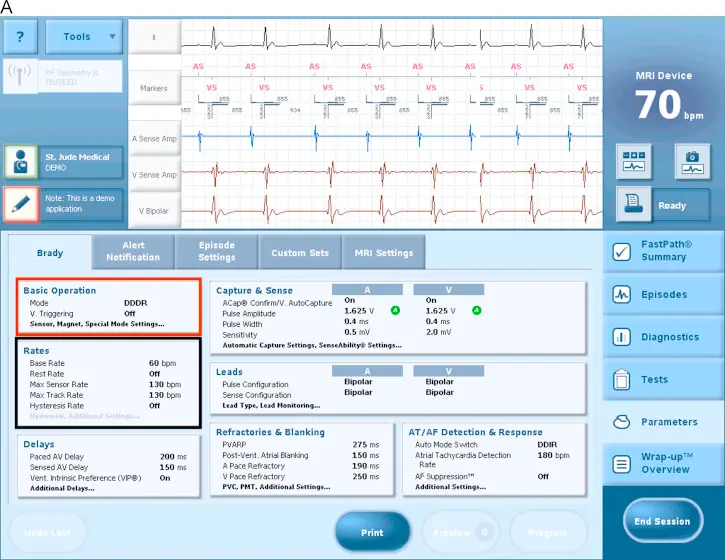 A
?
Tools
I
RF Telemetry is
ENABLED
Markers
AS AS AS AS AS AS AS AS
VS VS VS VS VS VS VS
855 855 855 855 855 855
855 934 855 855 855
A Sense Amp
St. Jude Medical
DEMO
V Sense Amp
Note: This is a demo
application
V Bipolar
MRI Device
70 bpm
Ready
Brady
Alert
Notification
Episode
Settings
Custom Sets
MRI Settings
Basic Operation
Mode DDDR
V. Triggering Off
Sensor, Magnet, Special Mode Settings...
Rates
Base Rate 60 bpm
Rest Rate Off
Max Sensor Rate 130 bpm
Max Track Rate 130 bpm
Hysteresis Rate Off
Hysteresis, Additional Settings...
Delays
Paced AV Delay 200 ms
Sensed AV Delay 150 ms
Vent. Intrinsic Preference (VIP®) On
Additional Delays...
Capture & Sense A V
ACap® Confirm/V. AutoCapture On On
Pulse Amplitude 1.625 V A 1.625 V A
Pulse Width 0.4 ms 0.4 ms
Sensitivity 0.5 mV 2.0 mV
Automatic Capture Settings, SenseAbility® Settings...
Leads A V
Pulse Configuration Bipolar Bipolar
Sense Configuration Bipolar Bipolar
Lead Type, Lead Monitoring...
Refractories & Blanking
PVARP 275 ms
Post-Vent. Atrial Blanking 150 ms
A Pace Refractory 190 ms
V Pace Refractory 250 ms
PVC, PMT, Additional Settings...
AT/AF Detection & Response
Auto Mode Switch DDIR
Atrial Tachycardia Detection 180 bpm
Rate
AF Suppression™ Off
Additional Settings...
FastPath®
Summary
Episodes
Diagnostics
Tests
Parameters
Wrap-up™
Overview
Undo Last
Print
Preview 0
Program
End Session